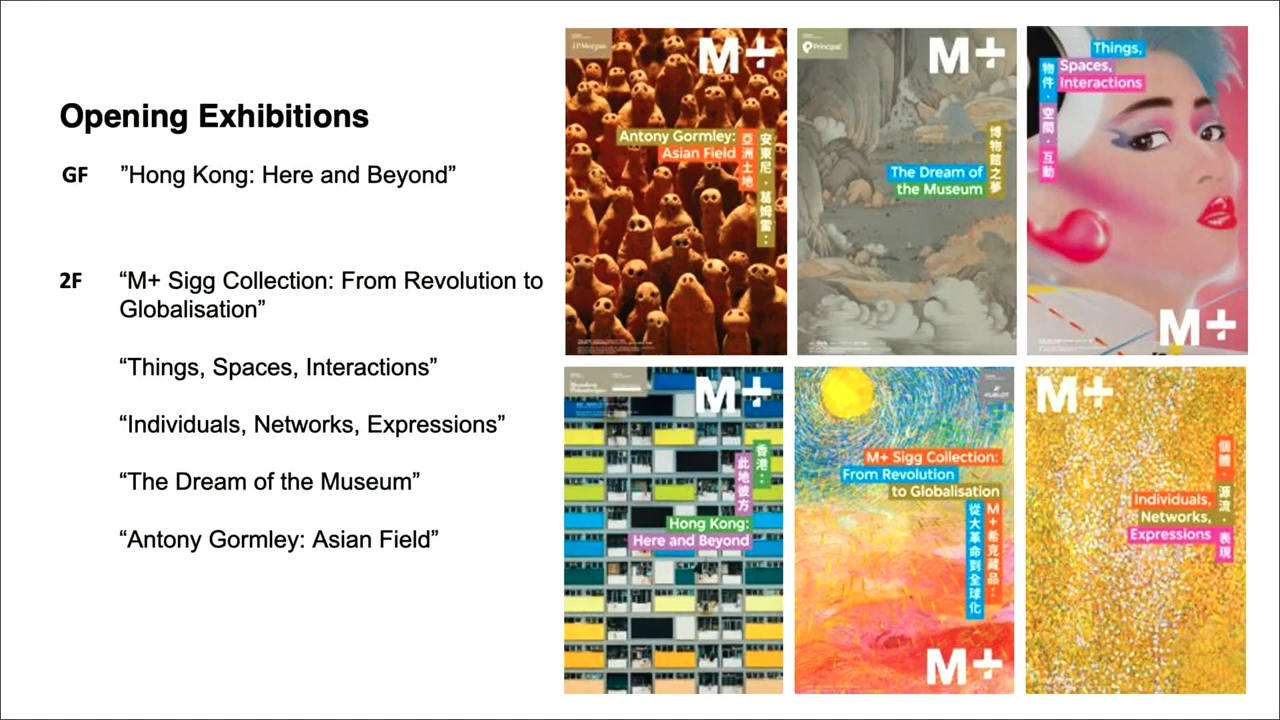 Opening Exhibitions
GF
”Hong Kong: Here and Beyond”
2F
“M+ Sigg Collection: From Revolution to
Globalisation”
“Things, Spaces, Interactions”
“Individuals, Networks, Expressions”
“The Dream of the Museum”
“Antony Gormley: Asian Field”
J.P.Morgan
M+
Antony Gormley:
Asian Field
亞洲土地
安東尼．葛姆雷：
Principal
M+
The Dream of
the Museum
博物館之夢
Things,
Spaces,
Interactions
物件．空間．互動
M+
M+
香港：
此地彼方
Hong Kong:
Here and Beyond
HUBLOT
M+ Sigg Collection:
From Revolution
to Globalisation
M+希克藏品：
從大革命到全球化
M+
M+
Individuals,
Networks,
Expressions
個體．源流．表現